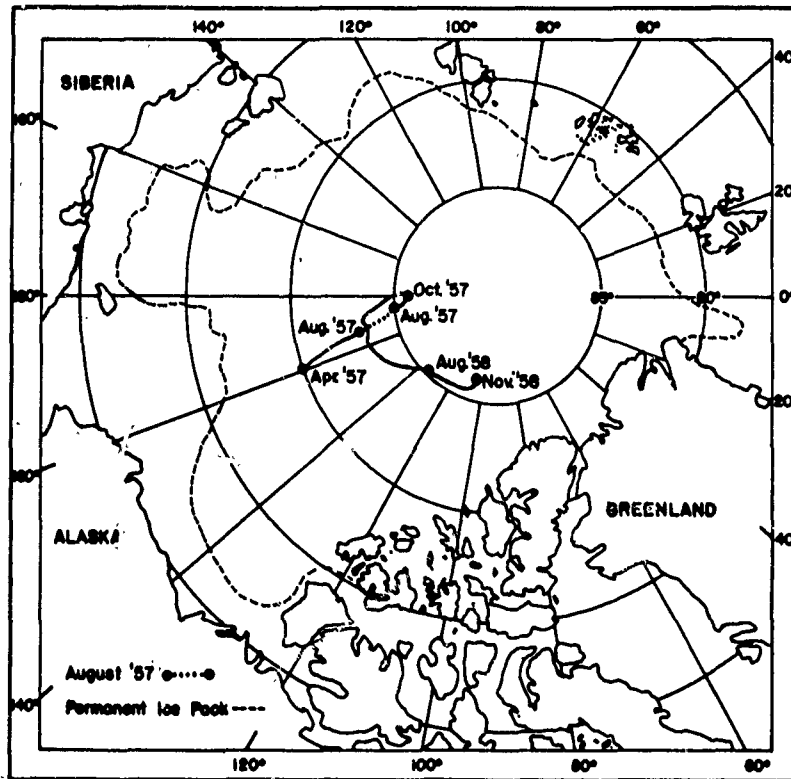 140° 120° 100° 80° 60°
SIBERIA
40°
20°
Oct. '57
Aug. '57
Aug. '57
85° 80° 0°
Apr. '57
Aug. '58
Nov. '58
20°
ALASKA
GREENLAND
40°
August '57
Permanent Ice Pack
120° 100° 80° 60°